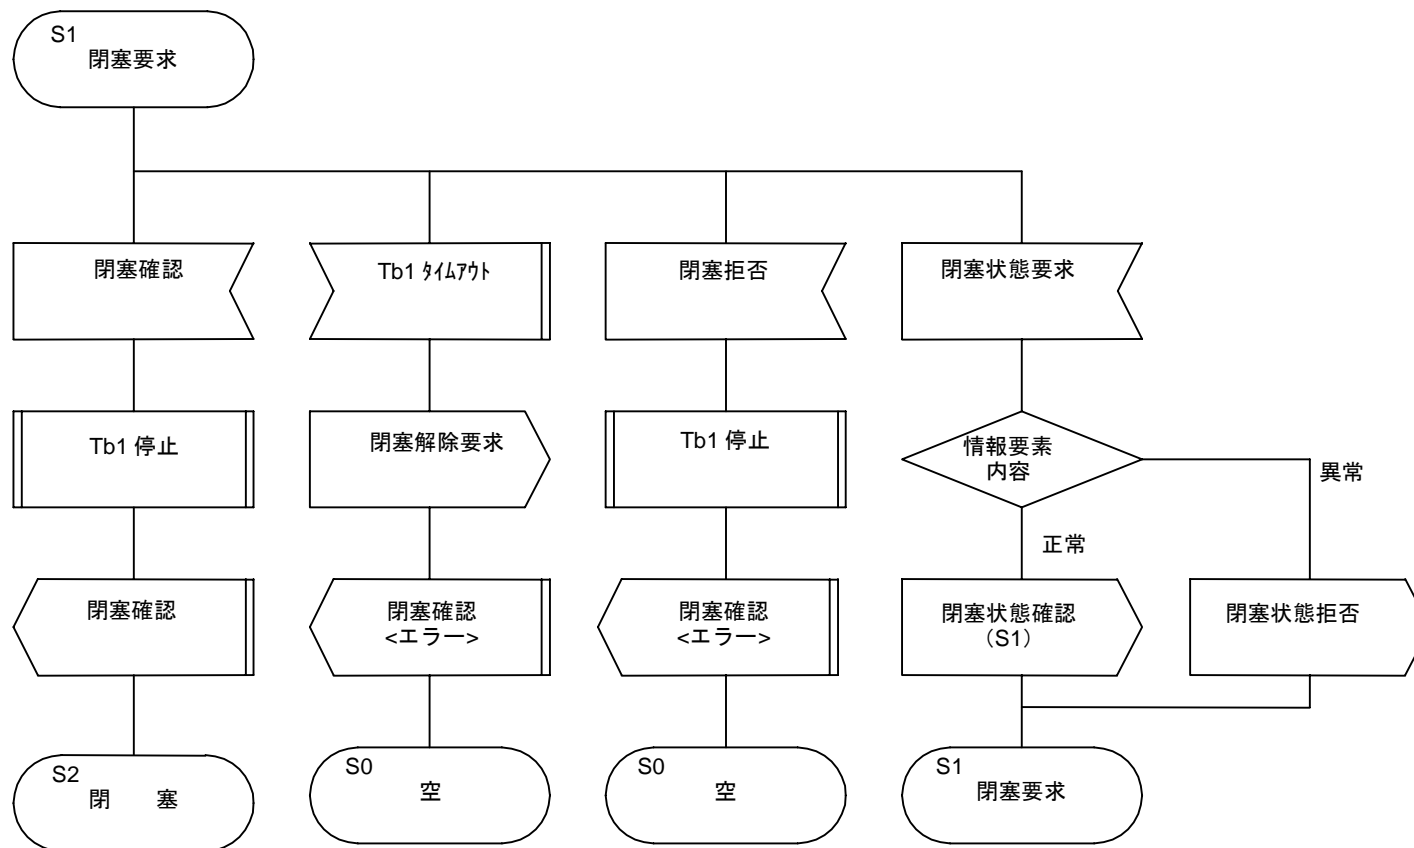 S1
閉塞要求
閉塞確認
Tb1 ﾀｲﾑｱｳﾄ
閉塞拒否
閉塞状態要求
Tb1 停止
閉塞解除要求
Tb1 停止
情報要素
内容
異常
正常
閉塞確認
閉塞確認
<エラー>
閉塞確認
<エラー>
閉塞状態確認
（S1）
閉塞状態拒否
S2
閉　　塞
S0
空
S0
空
S1
閉塞要求